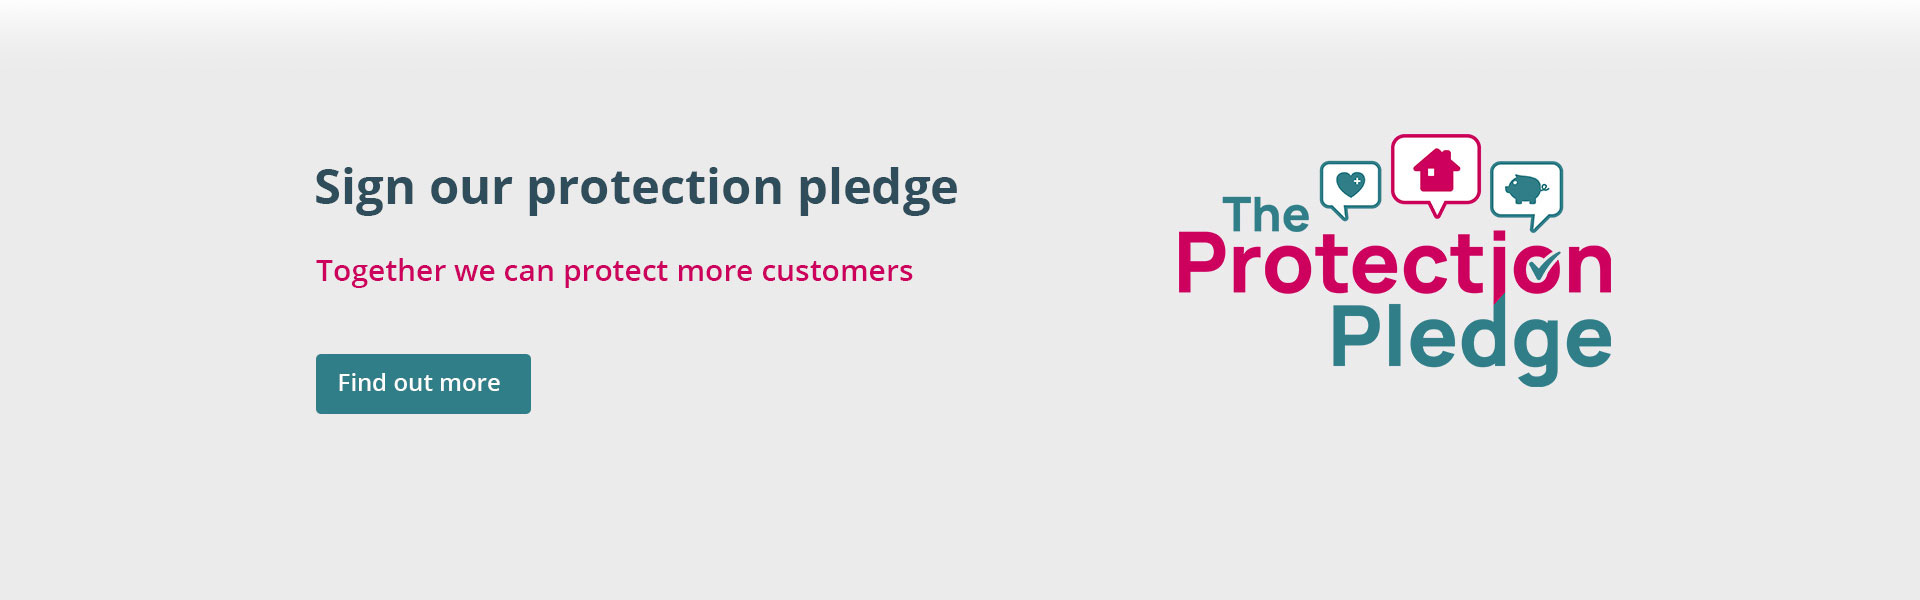 Sign our protection pledge
Together we can protect more customers
Find out more
The
Protection
Pledge